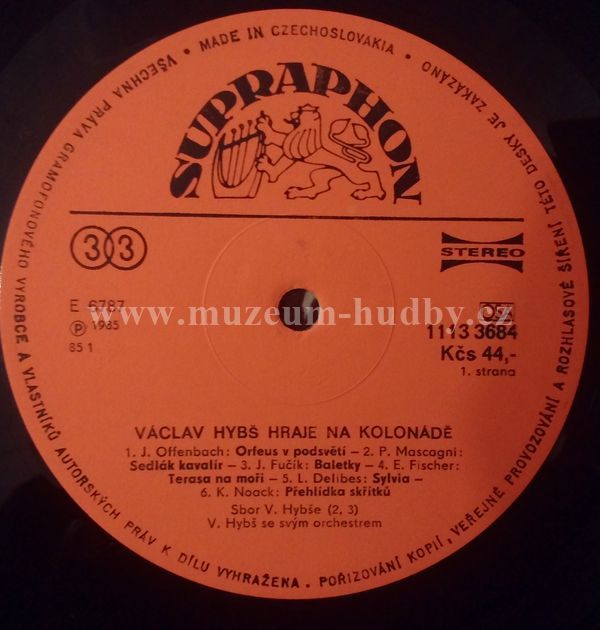 VŠECHNA PRÁVA GRAMOFONOVÉHO VÝROBCE A VLASTNÍKŮ AUTORSKÝCH PRÁV K DÍLU VYHRAŽENA • POŘIZOVÁNÍ KOPIÍ, VEŘEJNÉ PROVOZOVÁNÍ A ROZHLASOVÉ ŠÍŘENÍ TÉTO DESKY JE ZAKÁZÁNO • MADE IN CZECHOSLOVAKIA •
SUPRAPHON
33
STEREO
E 6787
℗ 1985
85 1
www.muzeum-hudby.cz
1113 3684
Kčs 44,-
1. strana
VÁCLAV HYBŠ HRAJE NA KOLONÁDĚ
1. J. Offenbach: Orfeus v podsvětí – 2. P. Mascagni:
Sedlák kavalír – 3. J. Fučík: Baletky – 4. E. Fischer:
Terasa na moři – 5. L. Delibes: Sylvia –
6. K. Noack: Přehlídka skřítků
Sbor V. Hybše (2, 3)
V. Hybš se svým orchestrem